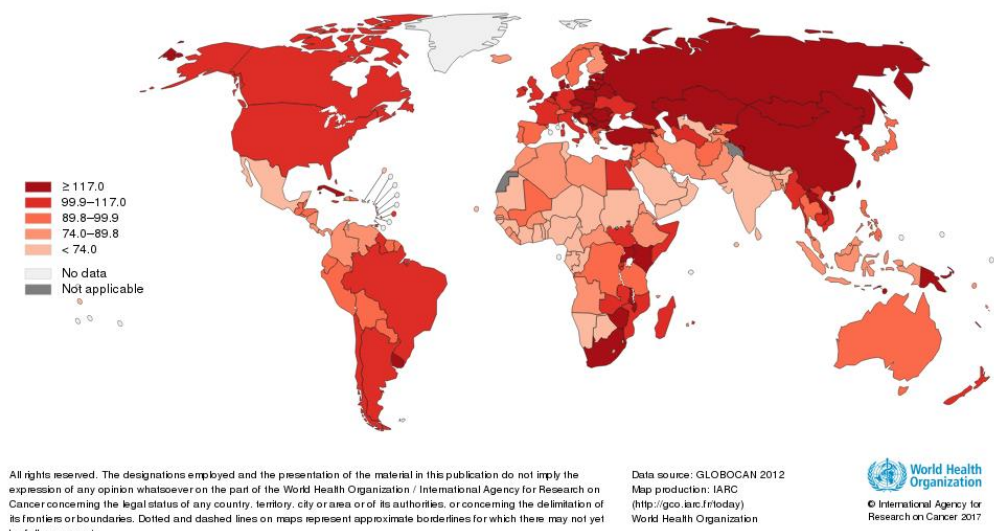 ≥ 117.0
99.9–117.0
89.8–99.9
74.0–89.8
< 74.0
No data
Not applicable
All rights reserved. The designations employed and the presentation of the material in this publication do not imply the
expression of any opinion whatsoever on the part of the World Health Organization / International Agency for Research on
Cancer concerning the legal status of any country, territory, city or area or of its authorities, or concerning the delimitation of
its frontiers or boundaries. Dotted and dashed lines on maps represent approximate borderlines for which there may not yet
Data source: GLOBOCAN 2012
Map production: IARC
(http://gco.iarc.fr/today)
World Health Organization
World Health
Organization
© International Agency for
Research on Cancer 2017